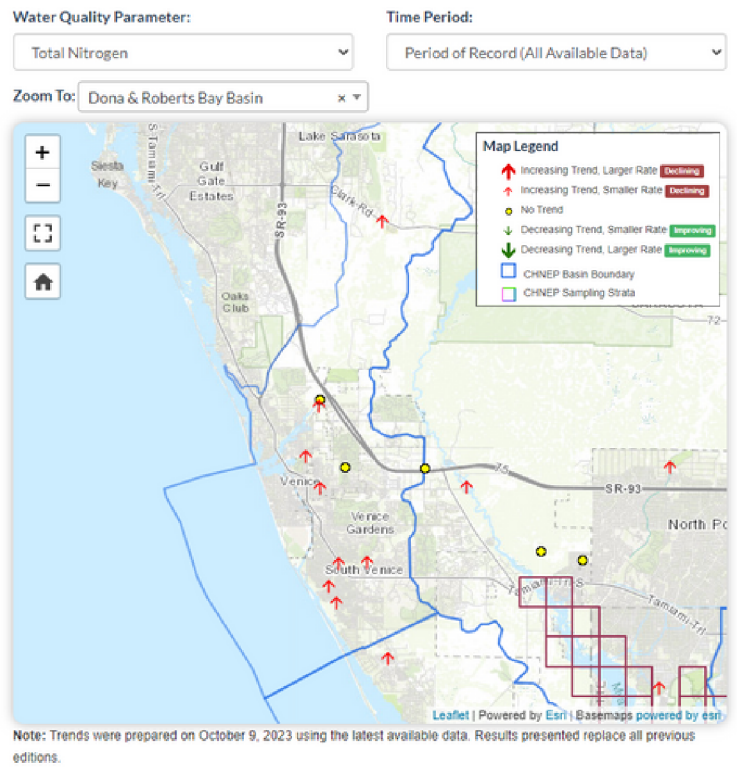 Water Quality Parameter:
Time Period:
Total Nitrogen
Period of Record (All Available Data)
Zoom To:
Dona & Roberts Bay Basin
×
+
−
Lake Sarasota
Siesta
Key
S-Tamiami-Trl
Gulf
Gate
Estates
Clark-Rd
SR-93
Oaks
Club
Map Legend
Increasing Trend, Larger Rate Declining
Increasing Trend, Smaller Rate Declining
No Trend
Decreasing Trend, Smaller Rate Improving
Decreasing Trend, Larger Rate Improving
CHNEP Basin Boundary
CHNEP Sampling Strata
72
Venice
75
SR-93
Venice
Gardens
North Po
South Venice
Tamiami-Trl-S
Tamiami-Trl
Leaflet | Powered by Esri | Basemaps powered by esri
Note: Trends were prepared on October 9, 2023 using the latest available data. Results presented replace all previous
editions.